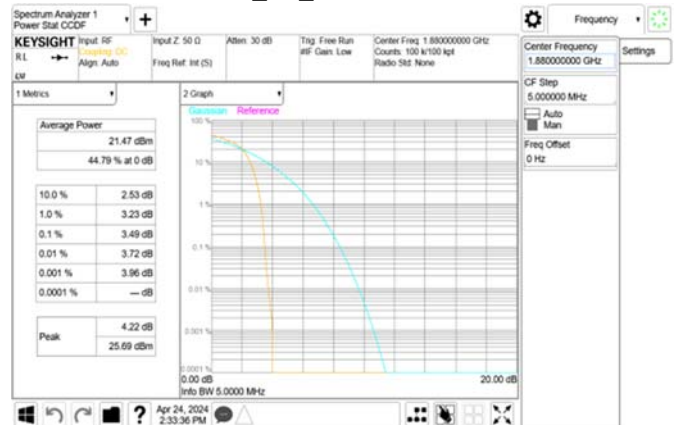 Spectrum Analyzer 1
Power Stat CCDF
KEYSIGHT
RL
Input: RF
Coupling: DC
Align: Auto
Input Z: 50 Ω
Freq Ref: Int (S)
Atten: 30 dB
Trig: Free Run
#IF Gain: Low
Center Freq: 1.880000000 GHz
Counts: 100 k/100 kpt
Radio Std: None
1 Metrics
Average Power
21.47 dBm
44.79 % at 0 dB
10.0 % 2.53 dB
1.0 % 3.23 dB
0.1 % 3.49 dB
0.01 % 3.72 dB
0.001 % 3.96 dB
0.0001 % --- dB
Peak
4.22 dB
25.69 dBm
2 Graph
Gaussian Reference
100 %
10 %
1 %
0.1 %
0.01 %
0.001 %
0.0001 %
0.00 dB 20.00 dB
Info BW 5.0000 MHz
Apr 24, 2024
2:33:36 PM
Frequency
Settings
Center Frequency
1.880000000 GHz
CF Step
5.000000 MHz
Auto
Man
Freq Offset
0 Hz